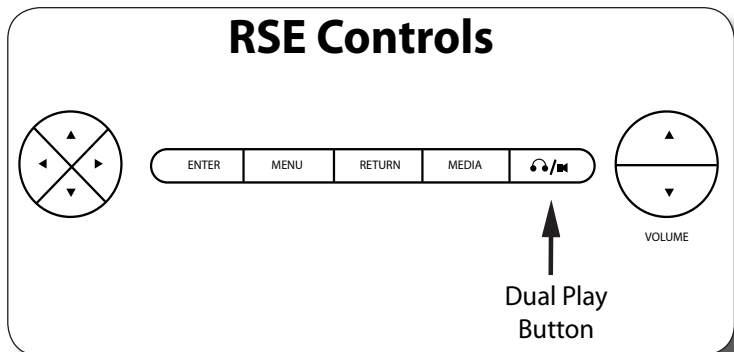 RSE Controls
ENTER MENU RETURN MEDIA /
VOLUME
Dual Play
Button